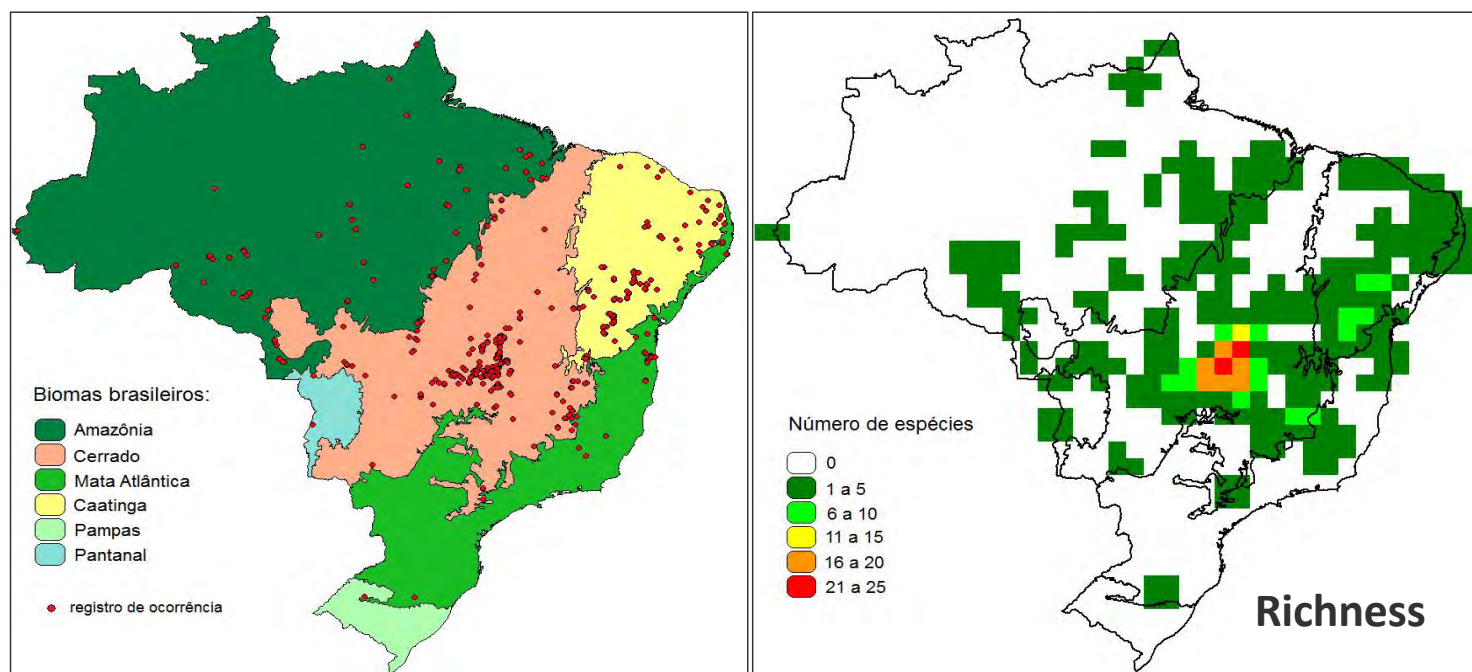 Biomas brasileiros:
Amazônia
Cerrado
Mata Atlântica
Caatinga
Pampas
Pantanal
registro de ocorrência
Número de espécies
0
1 a 5
6 a 10
11 a 15
16 a 20
21 a 25
Richness